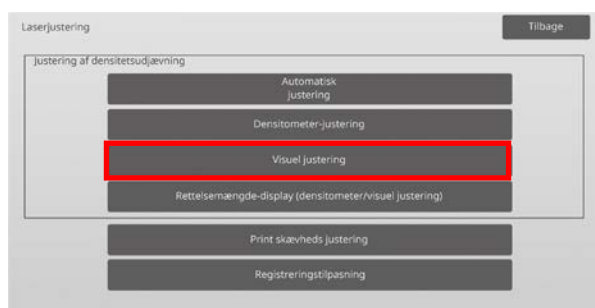 Laserjustering
Tilbage
Justering af densitetsudjævning
Automatisk
justering
Densitometer-justering
Visuel justering
Rettelsemængde-display (densitometer/visuel justering)
Print skævheds justering
Registreringstilpasning